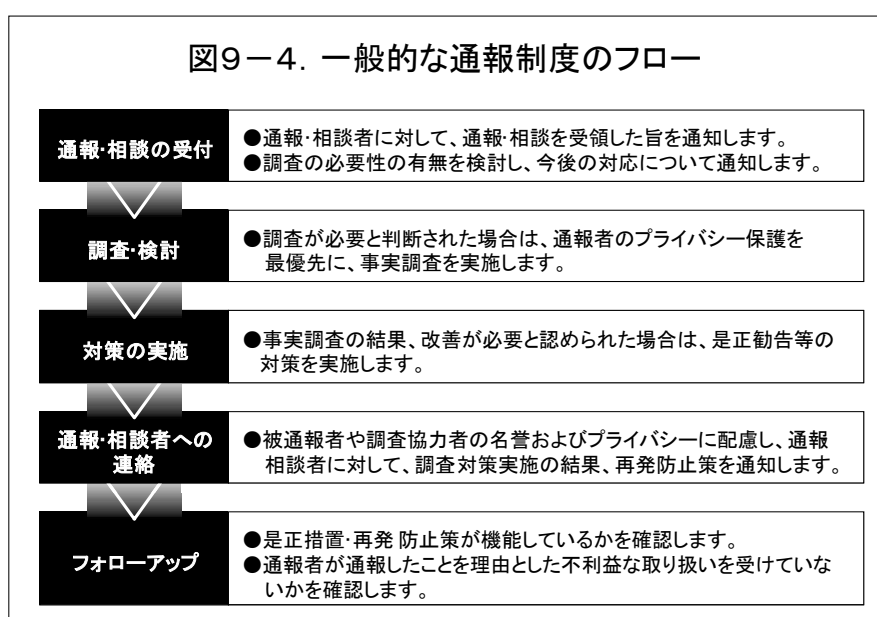 図９－４．一般的な通報制度のフロー
通報・相談の受付
●通報・相談者に対して、通報・相談を受領した旨を通知します。
●調査の必要性の有無を検討し、今後の対応について通知します。
調査・検討
●調査が必要と判断された場合は、通報者のプライバシー保護を
最優先に、事実調査を実施します。
対策の実施
●事実調査の結果、改善が必要と認められた場合は、是正勧告等の
対策を実施します。
通報・相談者への
連絡
●被通報者や調査協力者の名誉およびプライバシーに配慮し、通報
相談者に対して、調査対策実施の結果、再発防止策を通知します。
フォローアップ
●是正措置・再発 防止策が機能しているかを確認します。
●通報者が通報したことを理由とした不利益な取り扱いを受けていな
いかを確認します。